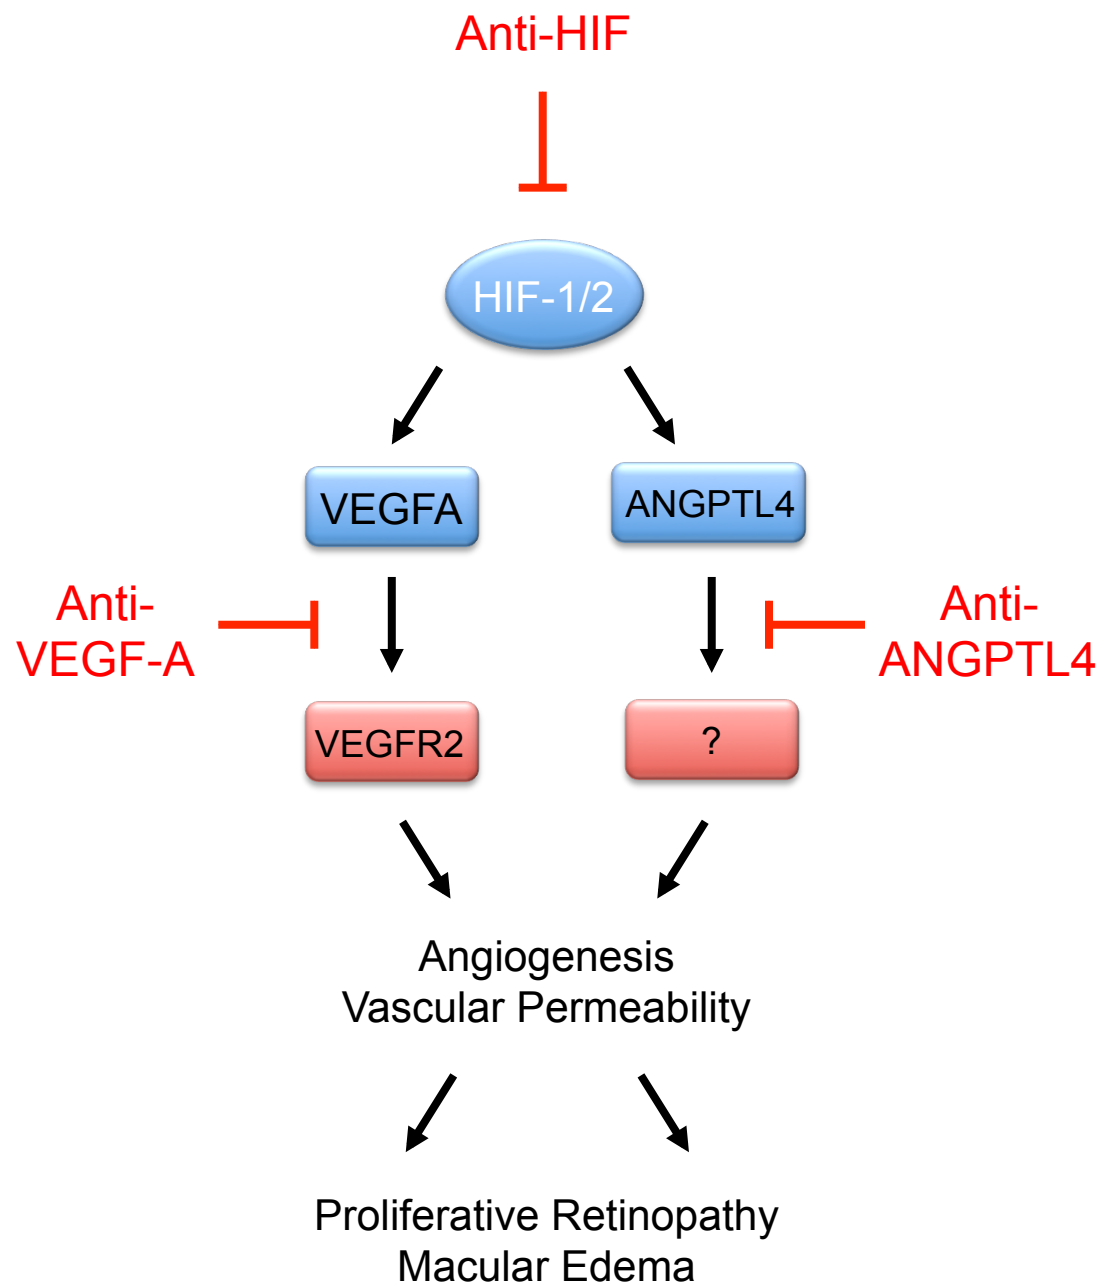 Anti-HIF
HIF-1/2
VEGFA
ANGPTL4
Anti-
VEGF-A
Anti-
ANGPTL4
VEGFR2
?
Angiogenesis
Vascular Permeability
Proliferative Retinopathy
Macular Edema